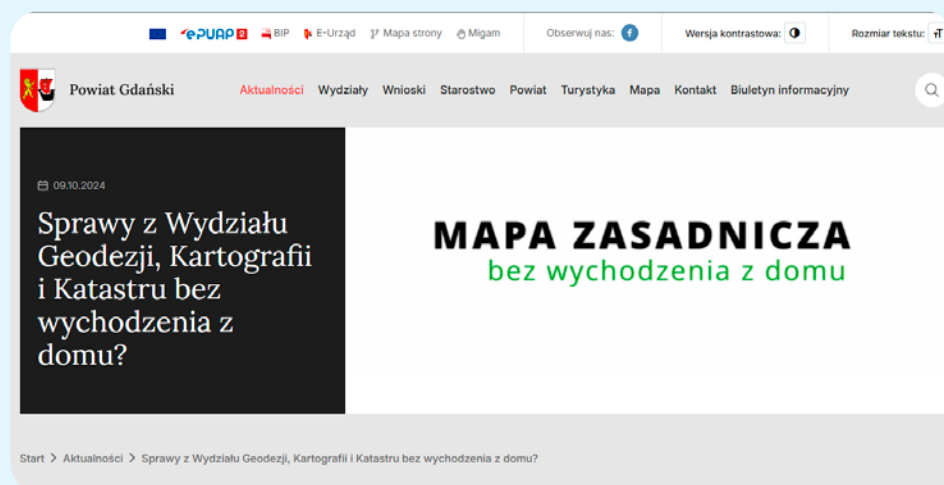 ePUAP2 BIP E-Urząd Mapa strony Migam Obserwuj nas: Wersja kontrastowa: Rozmiar tekstu: тT
Powiat Gdański Aktualności Wydziały Wnioski Starostwo Powiat Turystyka Mapa Kontakt Biuletyn informacyjny
09.10.2024
Sprawy z Wydziału
Geodezji, Kartografii
i Katastru bez
wychodzenia z
domu?
MAPA ZASADNICZA
bez wychodzenia z domu
Start > Aktualności > Sprawy z Wydziału Geodezji, Kartografii i Katastru bez wychodzenia z domu?